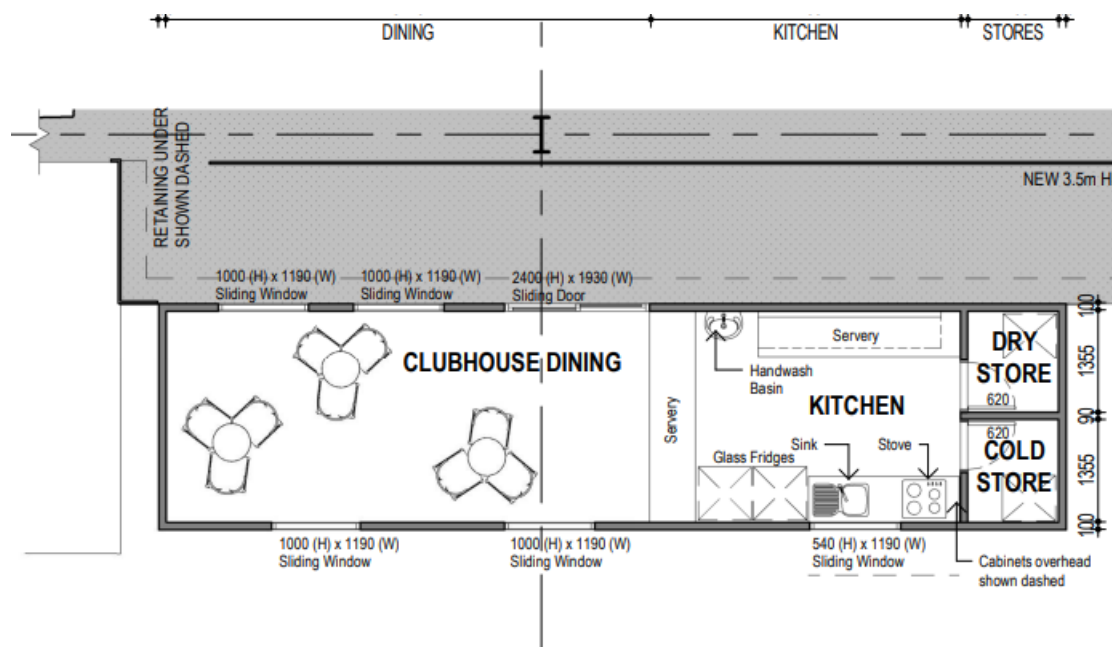 DINING
KITCHEN
STORES
RETAINING UNDER
SHOWN DASHED
NEW 3.5m H
1000 (H) x 1190 (W)
Sliding Window
1000 (H) x 1190 (W)
Sliding Window
2400 (H) x 1930 (W)
Sliding Door
100
1355
90
1355
100
CLUBHOUSE DINING
Servery
Handwash
Basin
Servery
KITCHEN
DRY
STORE
620
620
COLD
STORE
Glass Fridges
Sink
Stove
1000 (H) x 1190 (W)
Sliding Window
1000 (H) x 1190 (W)
Sliding Window
540 (H) x 1190 (W)
Sliding Window
Cabinets overhead
shown dashed